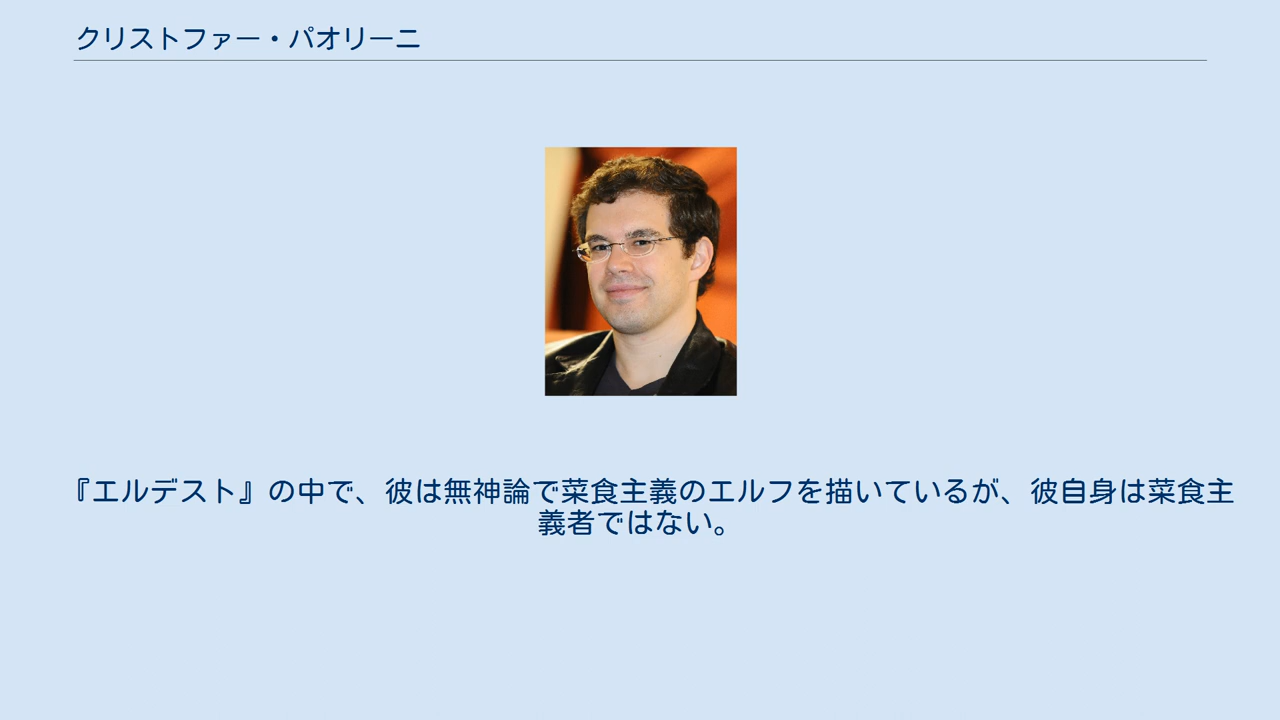 クリストファー・パオリーニ
『エルデスト』の中で、彼は無神論で菜食主義のエルフを描いているが、彼自身は菜食主
義者ではない。